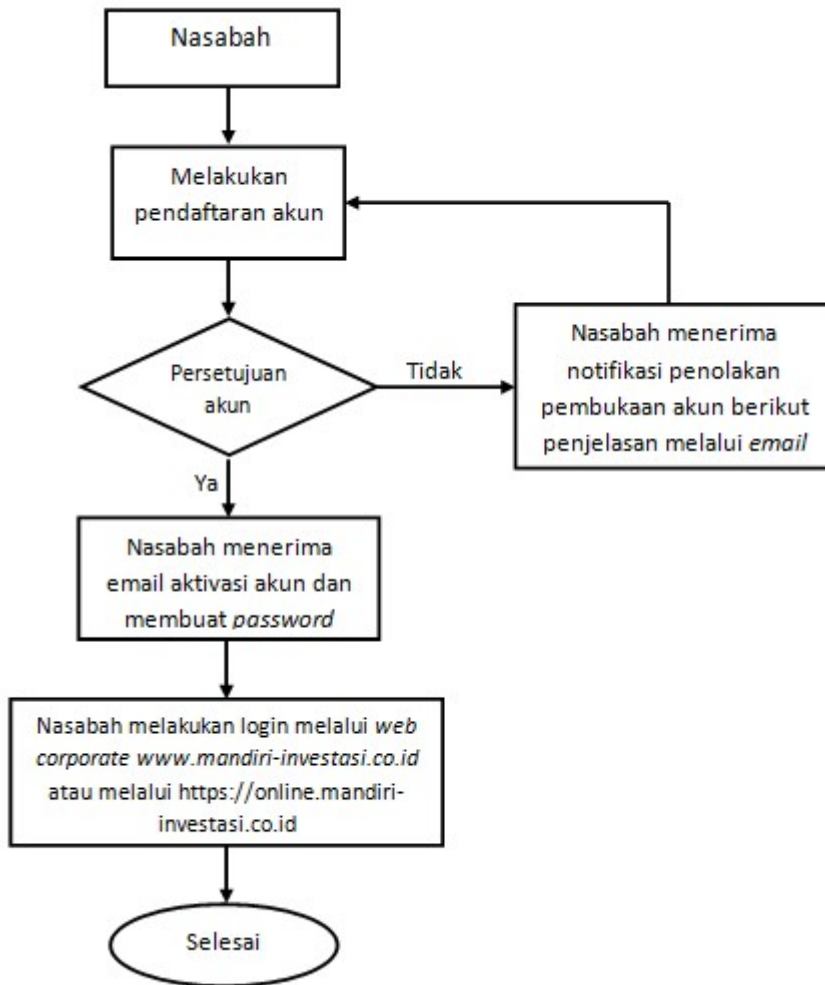 Nasabah
Melakukan
pendaftaran akun
Persetujuan
akun
Tidak
Nasabah menerima
notifikasi penolakan
pembukaan akun berikut
penjelasan melalui email
Ya
Nasabah menerima
email aktivasi akun dan
membuat password
Nasabah melakukan login melalui web
corporate www.mandiri-investasi.co.id
atau melalui https://online.mandiri-
investasi.co.id
Selesai